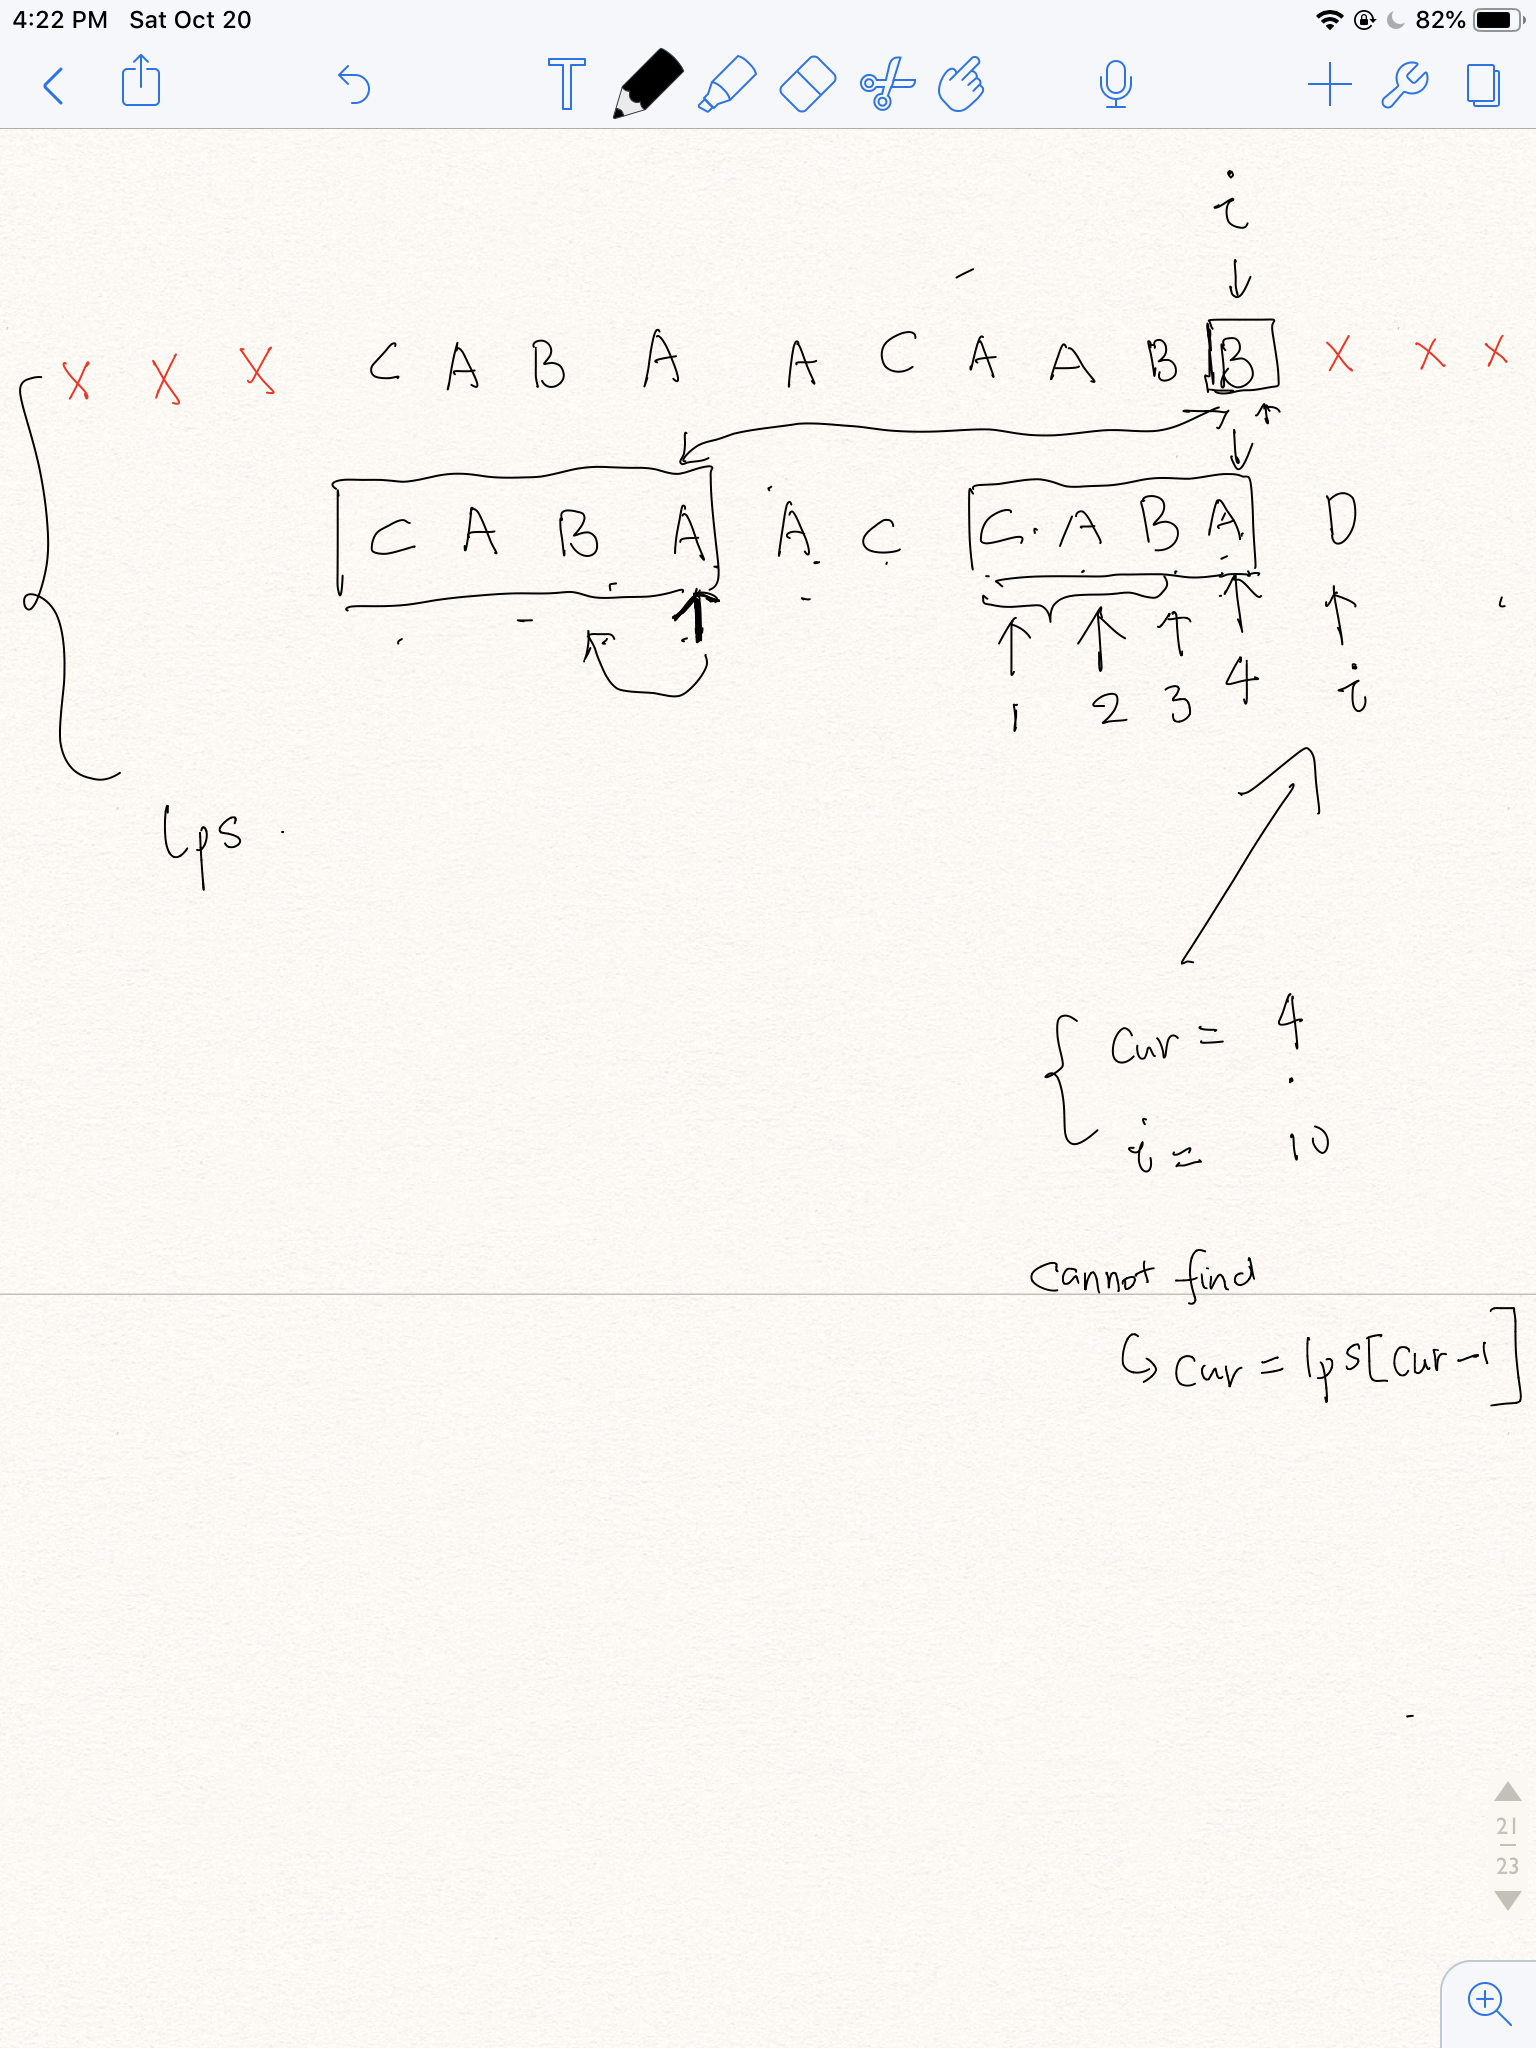 4:22 PM Sat Oct 20 82%
T
i
X X X C A B A A C A A B B X X X
C A B A A C C A B A D
1 2 3 4 i
lps
cur = 4
i = 10
cannot find
cur = lps[cur-1]
21
23